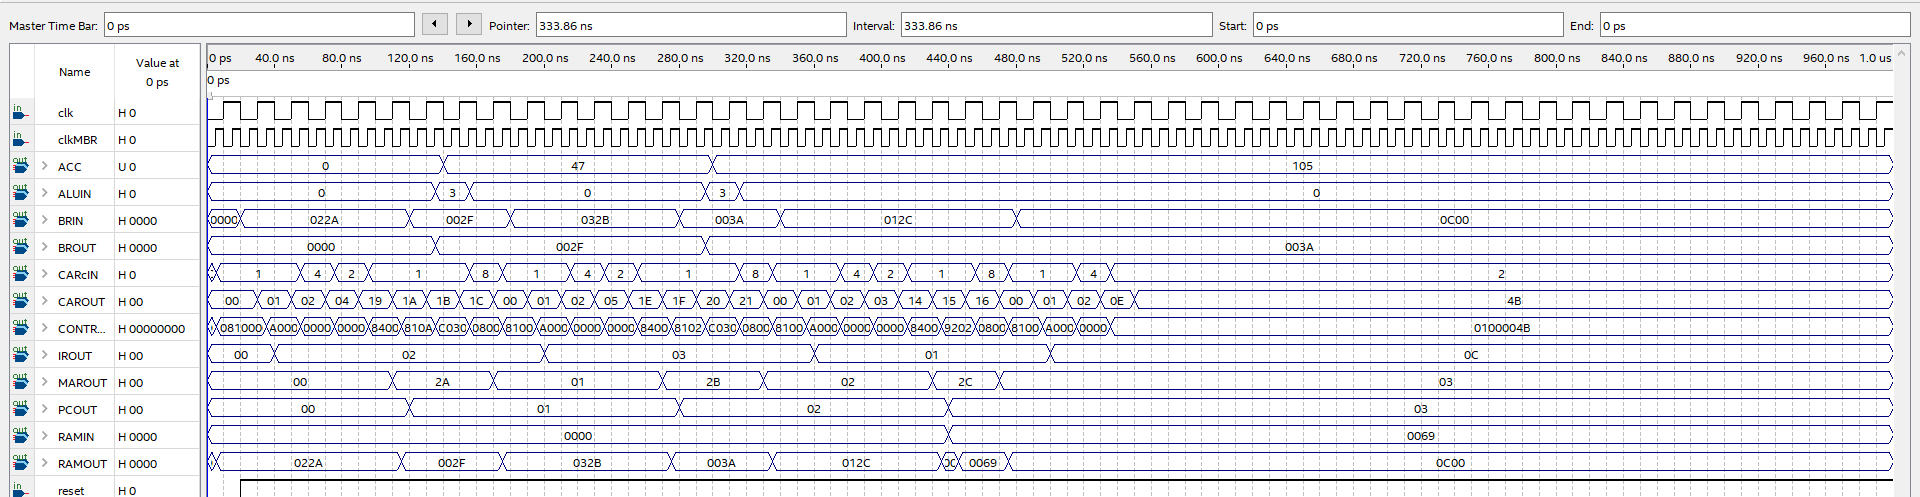 Master Time Bar: 0 ps Pointer: 333.86 ns Interval: 333.86 ns Start: 0 ps End: 0 ps
Name Value at 0 ps
0 ps 40.0 ns 80.0 ns 120.0 ns 160.0 ns 200.0 ns 240.0 ns 280.0 ns 320.0 ns 360.0 ns 400.0 ns 440.0 ns 480.0 ns 520.0 ns 560.0 ns 600.0 ns 640.0 ns 680.0 ns 720.0 ns 760.0 ns 800.0 ns 840.0 ns 880.0 ns 920.0 ns 960.0 ns 1.0 us
0 ps
in clk H 0
in clkMBR H 0
out ACC U 0 0 47 105
out ALUIN H 0 0 3 0 3 0
out BRIN H 0000 0000 022A 002F 032B 003A 012C 0C00
out BROUT H 0000 0000 002F 003A
out CARcIN H 0 1 4 2 1 8 1 4 2 1 8 1 4 2 1 8 1 4 2
out CAROUT H 00 00 01 02 04 19 1A 1B 1C 00 01 02 05 1E 1F 20 21 00 01 02 03 14 15 16 00 01 02 0E 4B
out CONTR... H 00000000 081000 A000 0000 0000 8400 810A C030 0800 8100 A000 0000 0000 8400 8102 C030 0800 8100 A000 0000 0000 8400 9202 0800 8100 A000 0000 0100004B
out IROUT H 00 00 02 03 01 0C
out MAROUT H 00 00 2A 01 2B 02 2C 03
out PCOUT H 00 00 01 02 03
out RAMIN H 0000 0000 0069
out RAMOUT H 0000 022A 002F 032B 003A 012C 0069 0C00
in reset H 0